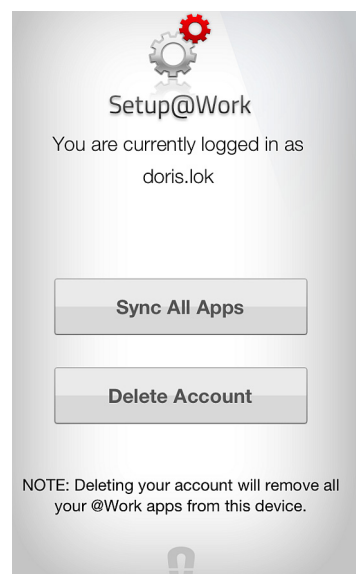 Setup@Work
You are currently logged in as
doris.lok
Sync All Apps
Delete Account
NOTE: Deleting your account will remove all
your @Work apps from this device.